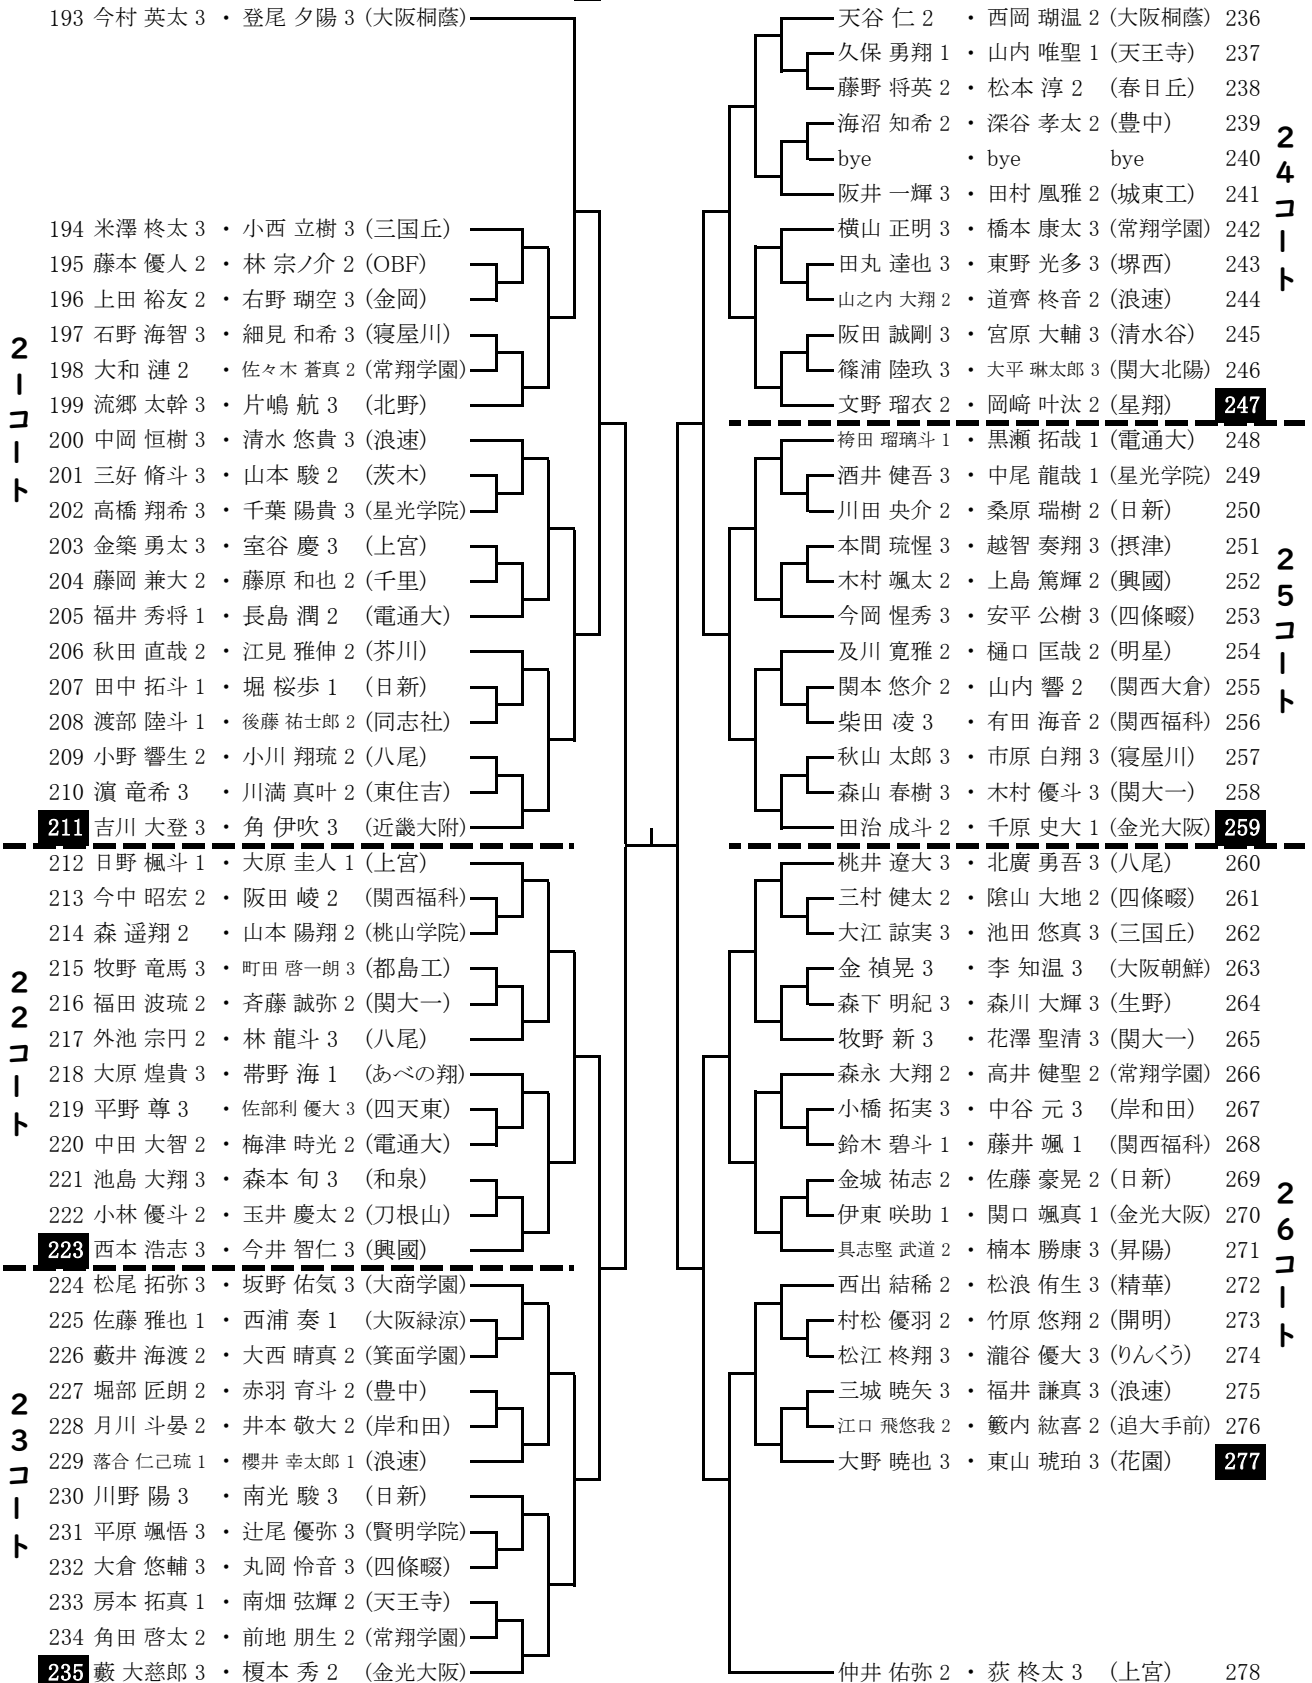 193 今村 英太 3 ・ 登尾 夕陽 3 (大阪桐蔭)
194 米澤 柊太 3 ・ 小西 立樹 3 (三国丘)
195 藤本 優人 2 ・ 林 宗ノ介 2 (OBF)
196 上田 裕友 2 ・ 右野 瑚空 3 (金岡)
197 石野 海智 3 ・ 細見 和希 3 (寝屋川)
198 大和 漣 2 ・ 佐々木 蒼真 2 (常翔学園)
199 流郷 太幹 3 ・ 片嶋 航 3 (北野)
200 中岡 恒樹 3 ・ 清水 悠貴 3 (浪速)
201 三好 脩斗 3 ・ 山本 駿 2 (茨木)
202 高橋 翔希 3 ・ 千葉 陽貴 3 (星光学院)
203 金築 勇太 3 ・ 室谷 慶 3 (上宮)
204 藤岡 兼大 2 ・ 藤原 和也 2 (千里)
205 福井 秀将 1 ・ 長島 潤 2 (電通大)
206 秋田 直哉 2 ・ 江見 雅伸 2 (芥川)
207 田中 拓斗 1 ・ 堀 桜歩 1 (日新)
208 渡部 陸斗 1 ・ 後藤 祐士郎 2 (同志社)
209 小野 響生 2 ・ 小川 翔琉 2 (八尾)
210 濵 竜希 3 ・ 川満 真叶 2 (東住吉)
211 吉川 大登 3 ・ 角 伊吹 3 (近畿大附)
21コート
212 日野 楓斗 1 ・ 大原 圭人 1 (上宮)
213 今中 昭宏 2 ・ 阪田 崚 2 (関西福科)
214 森 遥翔 2 ・ 山本 陽翔 2 (桃山学院)
215 牧野 竜馬 3 ・ 町田 啓一朗 3 (都島工)
216 福田 波琉 2 ・ 斉藤 誠弥 2 (関大一)
217 外池 宗円 2 ・ 林 龍斗 3 (八尾)
218 大原 煌貴 3 ・ 帯野 海 1 (あべの翔)
219 平野 尊 3 ・ 佐部利 優大 3 (四天東)
220 中田 大智 2 ・ 梅津 時光 2 (電通大)
221 池島 大翔 3 ・ 森本 旬 3 (和泉)
222 小林 優斗 2 ・ 玉井 慶太 2 (刀根山)
223 西本 浩志 3 ・ 今井 智仁 3 (興國)
22コート
224 松尾 拓弥 3 ・ 坂野 佑気 3 (大商学園)
225 佐藤 雅也 1 ・ 西浦 奏 1 (大阪緑涼)
226 藪井 海渡 2 ・ 大西 晴真 2 (箕面学園)
227 堀部 匠朗 2 ・ 赤羽 育斗 2 (豊中)
228 月川 斗晏 2 ・ 井本 敬大 2 (岸和田)
229 落合 仁己琉 1 ・ 櫻井 幸太郎 1 (浪速)
230 川野 陽 3 ・ 南光 駿 3 (日新)
231 平原 颯悟 3 ・ 辻尾 優弥 3 (賢明学院)
232 大倉 悠輔 3 ・ 丸岡 怜音 3 (四條畷)
233 房本 拓真 1 ・ 南畑 弦輝 2 (天王寺)
234 角田 啓太 2 ・ 前地 朋生 2 (常翔学園)
235 藪 大慈郎 3 ・ 榎本 秀 2 (金光大阪)
23コート
天谷 仁 2 ・ 西岡 瑚温 2 (大阪桐蔭) 236
久保 勇翔 1 ・ 山内 唯聖 1 (天王寺) 237
藤野 将英 2 ・ 松本 淳 2 (春日丘) 238
海沼 知希 2 ・ 深谷 孝太 2 (豊中) 239
bye ・ bye bye 240
阪井 一輝 3 ・ 田村 凰雅 2 (城東工) 241
横山 正明 3 ・ 橋本 康太 3 (常翔学園) 242
田丸 達也 3 ・ 東野 光多 3 (堺西) 243
山之内 大翔 2 ・ 道齊 柊音 2 (浪速) 244
阪田 誠剛 3 ・ 宮原 大輔 3 (清水谷) 245
篠浦 陸玖 3 ・ 大平 琳太郎 3 (関大北陽) 246
文野 瑠衣 2 ・ 岡﨑 叶汰 2 (星翔) 247
24コート
袴田 瑠璃斗 1 ・ 黒瀬 拓哉 1 (電通大) 248
酒井 健吾 3 ・ 中尾 龍哉 1 (星光学院) 249
川田 央介 2 ・ 桑原 瑞樹 2 (日新) 250
本間 琉惺 3 ・ 越智 奏翔 3 (摂津) 251
木村 颯太 2 ・ 上島 篤輝 2 (興國) 252
今岡 惺秀 3 ・ 安平 公樹 3 (四條畷) 253
及川 寛雅 2 ・ 樋口 匡哉 2 (明星) 254
関本 悠介 2 ・ 山内 響 2 (関西大倉) 255
柴田 凌 3 ・ 有田 海音 2 (関西福科) 256
秋山 太郎 3 ・ 市原 白翔 3 (寝屋川) 257
森山 春樹 3 ・ 木村 優斗 3 (関大一) 258
田治 成斗 2 ・ 千原 史大 1 (金光大阪) 259
25コート
桃井 遼大 3 ・ 北廣 勇吾 3 (八尾) 260
三村 健太 2 ・ 陰山 大地 2 (四條畷) 261
大江 諒実 3 ・ 池田 悠真 3 (三国丘) 262
金 禎晃 3 ・ 李 知温 3 (大阪朝鮮) 263
森下 明紀 3 ・ 森川 大輝 3 (生野) 264
牧野 新 3 ・ 花澤 聖清 3 (関大一) 265
森永 大翔 2 ・ 高井 健聖 2 (常翔学園) 266
小橋 拓実 3 ・ 中谷 元 3 (岸和田) 267
鈴木 碧斗 1 ・ 藤井 颯 1 (関西福科) 268
金城 祐志 2 ・ 佐藤 豪晃 2 (日新) 269
伊東 咲助 1 ・ 関口 颯真 1 (金光大阪) 270
具志堅 武道 2 ・ 楠本 勝康 3 (昇陽) 271
西出 結稀 2 ・ 松浪 侑生 3 (精華) 272
村松 優羽 2 ・ 竹原 悠翔 2 (開明) 273
松江 柊翔 3 ・ 瀧谷 優大 3 (りんくう) 274
三城 暁矢 3 ・ 福井 謙真 3 (浪速) 275
江口 飛悠我 2 ・ 籔内 紘喜 2 (追大手前) 276
大野 暁也 3 ・ 東山 琥珀 3 (花園) 277
26コート
仲井 佑弥 2 ・ 荻 柊太 3 (上宮) 278